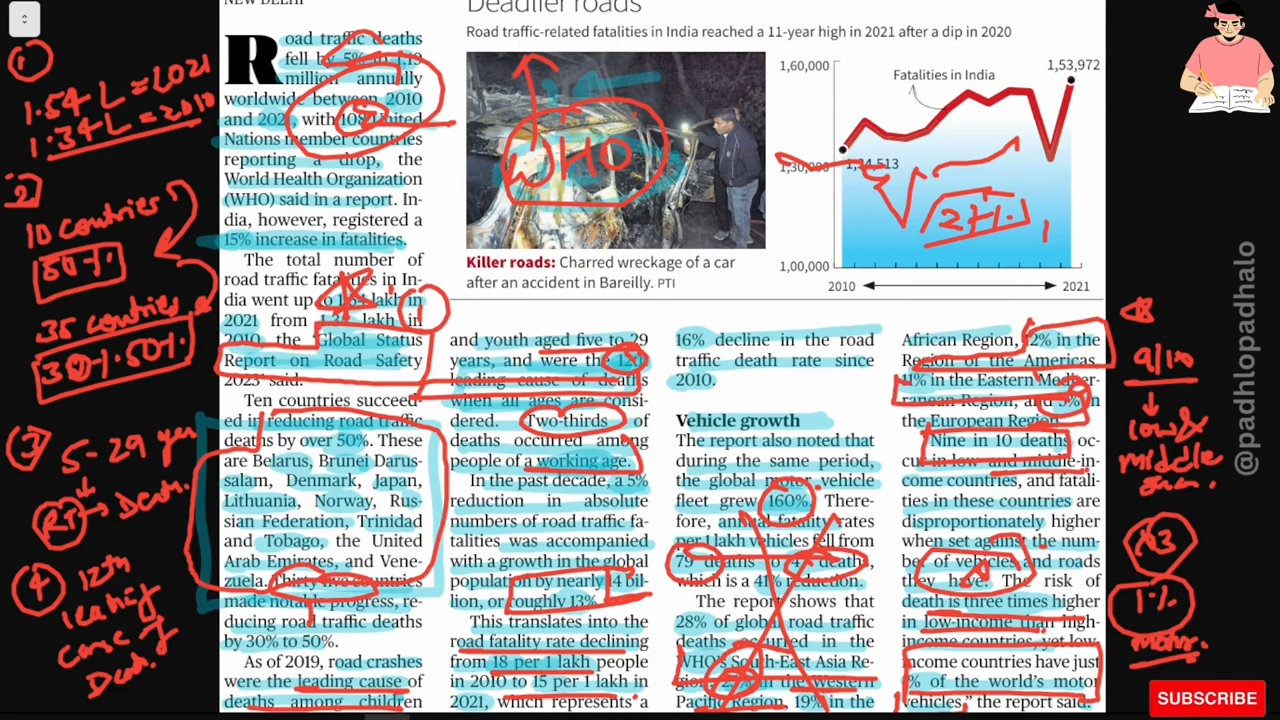 NEW DELHI
Road traffic deaths
fell by 5% to 1.19
million annually
worldwide between 2010
and 2021, with 108 United
Nations member countries
reporting a drop, the
World Health Organization
(WHO) said in a report. In-
dia, however, registered a
15% increase in fatalities.
The total number of
road traffic fatalities in In-
dia went up to 1.54 lakh in
2021 from 1.34 lakh in
2010, the 'Global Status
Report on Road Safety
2023' said.
Ten countries succeed-
ed in reducing road traffic
deaths by over 50%. These
are Belarus, Brunei Darus-
salam, Denmark, Japan,
Lithuania, Norway, Rus-
sian Federation, Trinidad
and Tobago, the United
Arab Emirates, and Vene-
zuela. Thirty-five countries
made notable progress, re-
ducing road traffic deaths
by 30% to 50%.
As of 2019, road crashes
were the leading cause of
deaths among children
Deadlier roads
Road traffic-related fatalities in India reached a 11-year high in 2021 after a dip in 2020
WHO
Killer roads: Charred wreckage of a car
after an accident in Bareilly. PTI
1,60,000
Fatalities in India
1,53,972
1,30,000
1,34,513
1,00,000
2010
2021
and youth aged five to 29
years, and were the 12th
leading cause of deaths
when all ages are consi-
dered. Two-thirds of
deaths occurred among
people of a working age.
In the past decade, a 5%
reduction in absolute
numbers of road traffic fa-
talities was accompanied
with a growth in the global
population by nearly 1.4 bil-
lion, or roughly 13%.
This translates into the
road fatality rate declining
from 18 per 1 lakh people
in 2010 to 15 per 1 lakh in
2021, which represents a
16% decline in the road
traffic death rate since
2010.
Vehicle growth
The report also noted that
during the same period,
the global motor vehicle
fleet grew 160%. There-
fore, annual fatality rates
per 1 lakh vehicles fell from
79 deaths to 47 deaths,
which is a 41% reduction.
The report shows that
28% of global road traffic
deaths occurred in the
WHO's South-East Asia Re-
gion, 25% in the Western
Pacific Region, 19% in the
African Region, 12% in the
Region of the Americas,
11% in the Eastern Mediter-
ranean Region, and 5% in
the European Region.
"Nine in 10 deaths oc-
cur in low- and middle-in-
come countries, and fatali-
ties in these countries are
disproportionately higher
when set against the num-
ber of vehicles and roads
they have. The risk of
death is three times higher
in low-income than high-
income countries, yet low-
income countries have just
1% of the world's motor
vehicles," the report said.
1
1.54 L = 2021
1.34 L = 2010
2
10 countries
50%
35 countries
30%.50%.
3 5-29 year
RT → Death.
4 12th
leading
Death.
9/10
low &
middle
X3
1%
motor
@padhlopadhalo
SUBSCRIBE